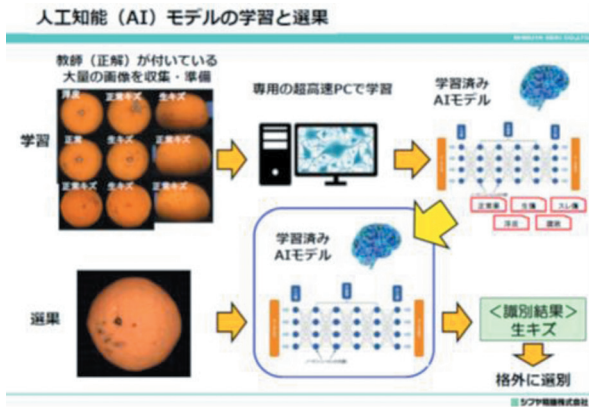 人工知能（AI）モデルの学習と選果
教師（正解）が付いている
大量の画像を収集・準備
浮皮
正常キズ
生キズ
正常
生キズ
正常キズ
正常キズ
生キズ
正常キズ
学習
専用の超高速PCで学習
学習済み
AIモデル
正常果
生傷
スレ傷
浮皮
学習済み
AIモデル
選果
＜識別結果＞
生キズ
格外に選別
シブヤ精機株式会社